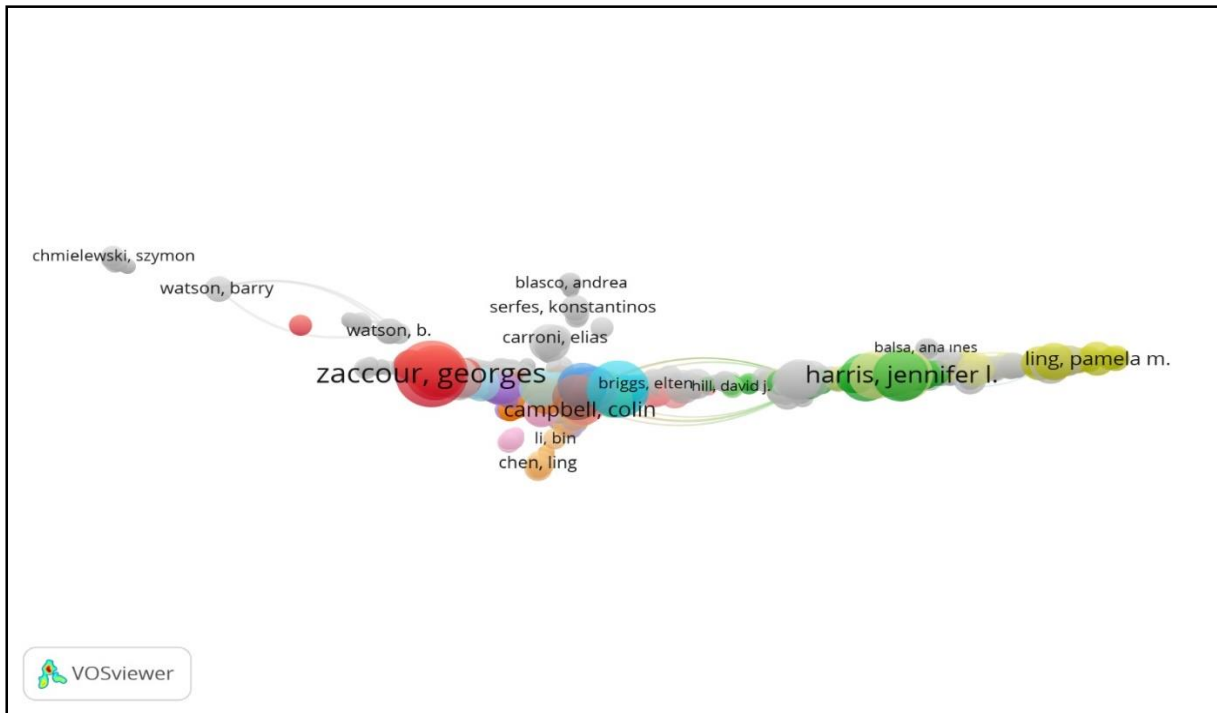 chmielewski, szymon
watson, barry
blasco, andrea
serfes, konstantinos
watson, b.
carroni, elias
balsa, ana ines
ling, pamela m.
zaccour, georges
harris, jennifer l.
briggs, elten
hill, david j.
campbell, colin
li, bin
chen, ling
VOSviewer